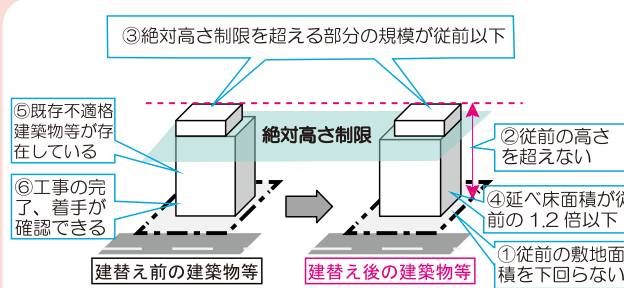 ③絶対高さ制限を超える部分の規模が従前以下
⑤既存不適格
建築物等が存
在している
絶対高さ制限
②従前の高さ
を超えない
⑥工事の完
了、着手が
確認できる
④延べ床面積が従
前の1.2倍以下
①従前の敷地面
積を下回らない
建替え前の建築物等
建替え後の建築物等